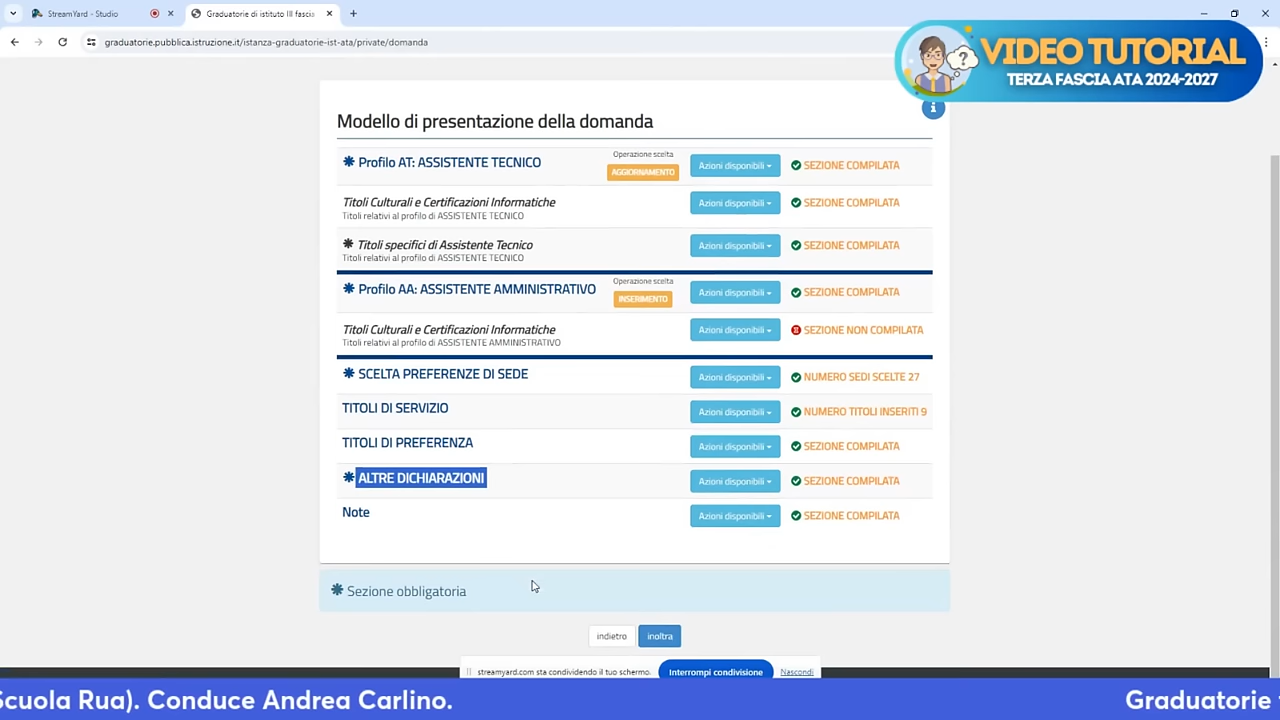 StreamYard - Studio
Graduatorie di istituto III fascia
graduatorie.pubblica.istruzione.it/istanza-graduatorie-ist-ata/private/domanda
VIDEO TUTORIAL
TERZA FASCIA ATA 2024-2027
Modello di presentazione della domanda
Profilo AT: ASSISTENTE TECNICO
Operazione scelta
AGGIORNAMENTO
Azioni disponibili
SEZIONE COMPILATA
Titoli Culturali e Certificazioni Informatiche
Titoli relativi al profilo di ASSISTENTE TECNICO
Azioni disponibili
SEZIONE COMPILATA
Titoli specifici di Assistente Tecnico
Titoli relativi al profilo di ASSISTENTE TECNICO
Azioni disponibili
SEZIONE COMPILATA
Profilo AA: ASSISTENTE AMMINISTRATIVO
Operazione scelta
INSERIMENTO
Azioni disponibili
SEZIONE COMPILATA
Titoli Culturali e Certificazioni Informatiche
Titoli relativi al profilo di ASSISTENTE AMMINISTRATIVO
Azioni disponibili
SEZIONE NON COMPILATA
SCELTA PREFERENZE DI SEDE
Azioni disponibili
NUMERO SEDI SCELTE 27
TITOLI DI SERVIZIO
Azioni disponibili
NUMERO TITOLI INSERITI 9
TITOLI DI PREFERENZA
Azioni disponibili
SEZIONE COMPILATA
ALTRE DICHIARAZIONI
Azioni disponibili
SEZIONE COMPILATA
Note
Azioni disponibili
SEZIONE COMPILATA
Sezione obbligatoria
indietro
inoltra
streamyard.com sta condividendo il tuo schermo.
Interrompi condivisione
Nascondi
Scuola Rua). Conduce Andrea Carlino.
Graduatorie